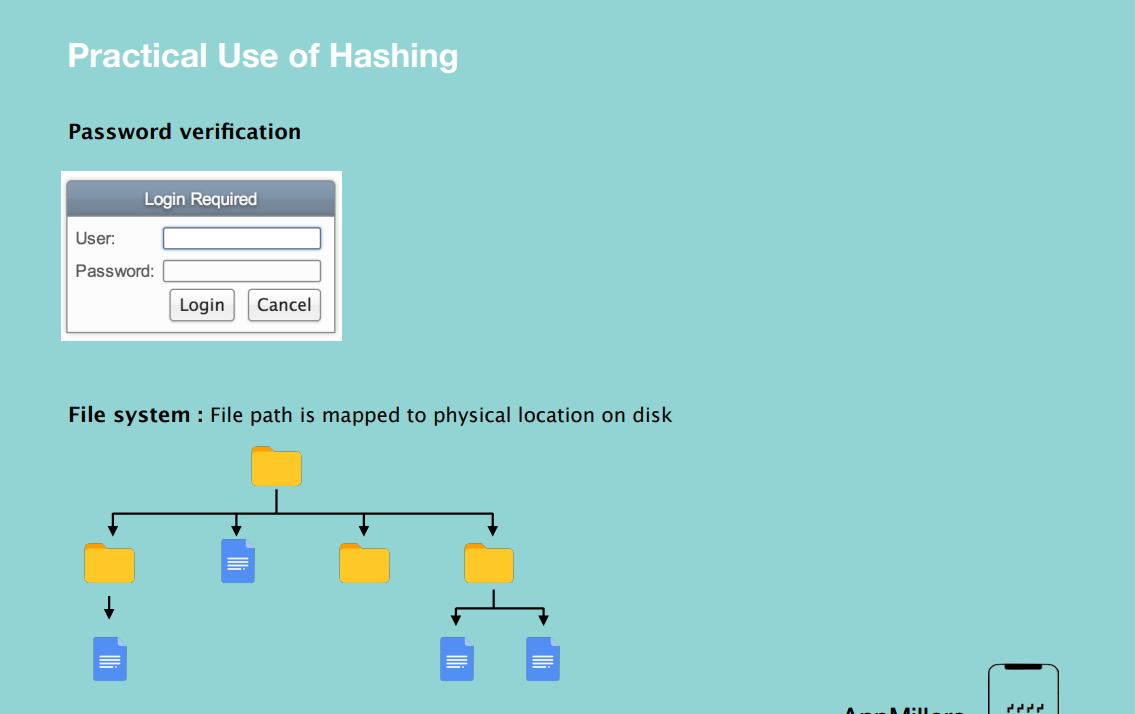 Practical Use of Hashing
Password verification
Login Required
User:
Password:
Login Cancel
File system : File path is mapped to physical location on disk
AppMillers